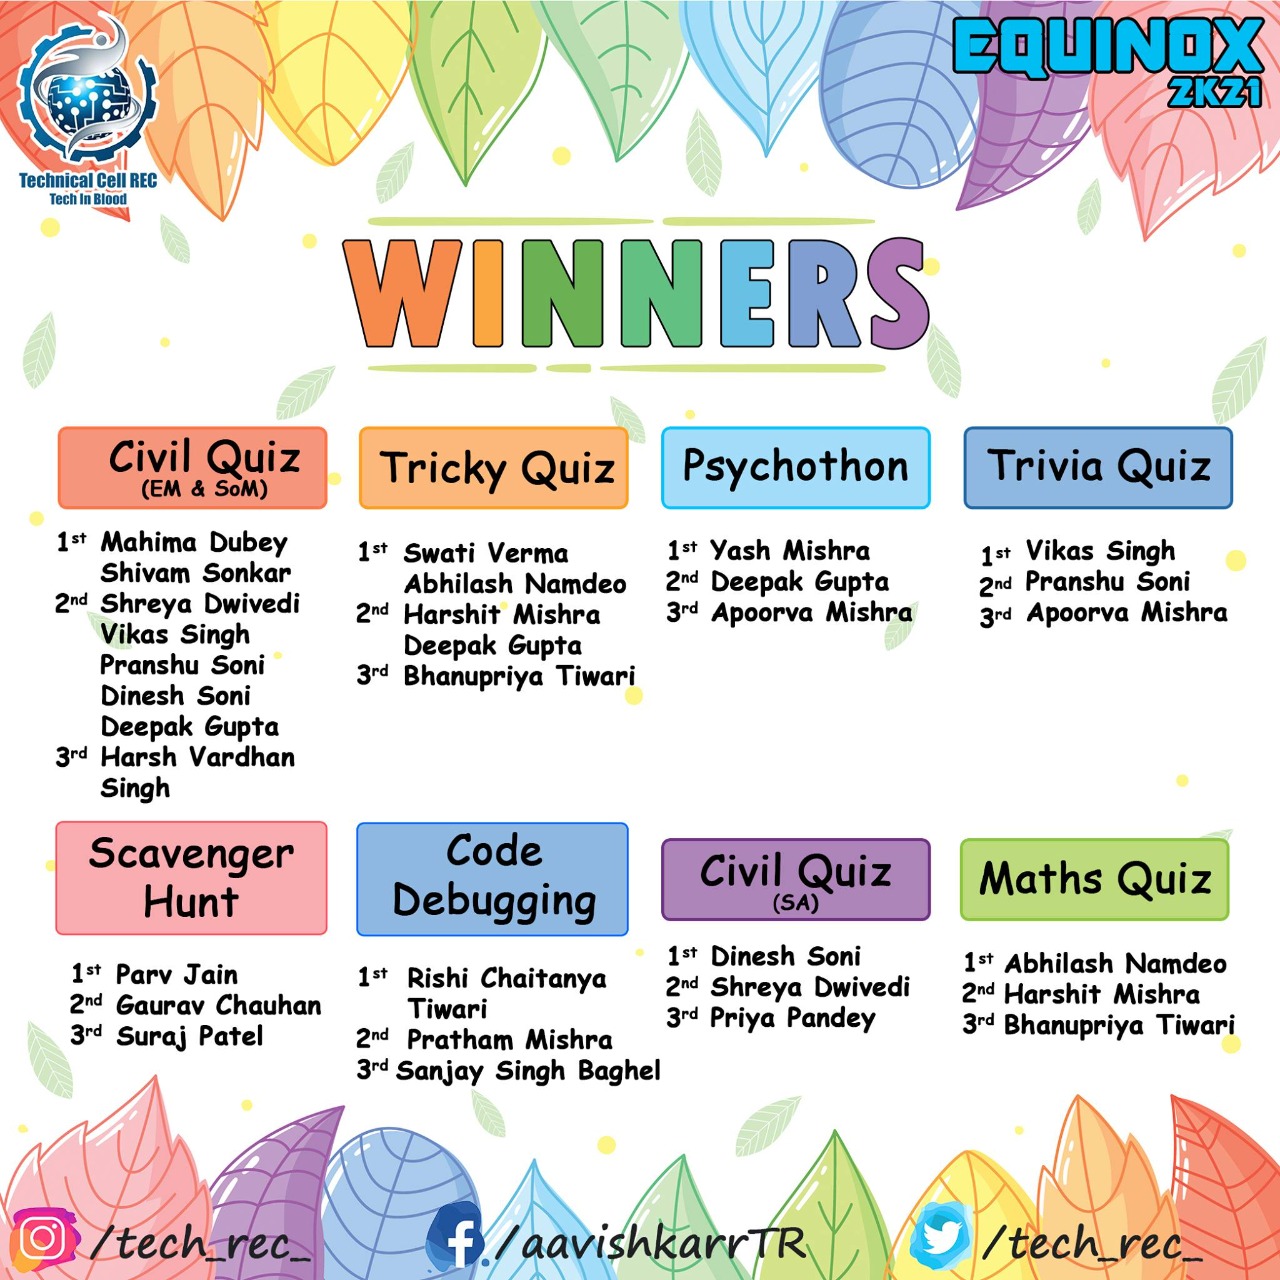 Technical Cell REC
Tech In Blood
EQUINOX
2K21
WINNERS
Civil Quiz
(EM & SoM)
1st Mahima Dubey
Shivam Sonkar
2nd Shreya Dwivedi
Vikas Singh
Pranshu Soni
Dinesh Soni
Deepak Gupta
3rd Harsh Vardhan
Singh
Tricky Quiz
1st Swati Verma
Abhilash Namdeo
2nd Harshit Mishra
Deepak Gupta
3rd Bhanupriya Tiwari
Psychothon
1st Yash Mishra
2nd Deepak Gupta
3rd Apoorva Mishra
Trivia Quiz
1st Vikas Singh
2nd Pranshu Soni
3rd Apoorva Mishra
Scavenger
Hunt
1st Parv Jain
2nd Gaurav Chauhan
3rd Suraj Patel
Code
Debugging
1st Rishi Chaitanya
Tiwari
2nd Pratham Mishra
3rd Sanjay Singh Baghel
Civil Quiz
(SA)
1st Dinesh Soni
2nd Shreya Dwivedi
3rd Priya Pandey
Maths Quiz
1st Abhilash Namdeo
2nd Harshit Mishra
3rd Bhanupriya Tiwari
/tech_rec_
/aavishkarrTR
/tech_rec_